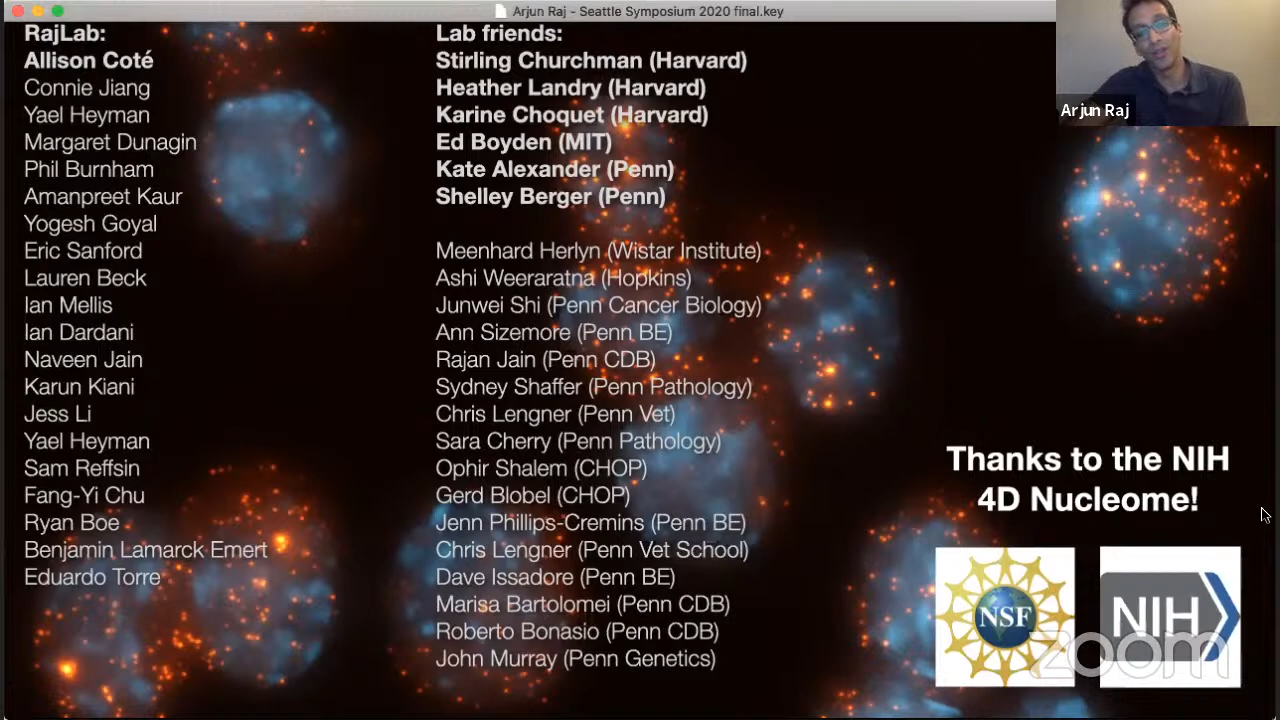 Arjun Raj - Seattle Symposium 2020 final.key
RajLab:
Allison Coté
Connie Jiang
Yael Heyman
Margaret Dunagin
Phil Burnham
Amanpreet Kaur
Yogesh Goyal
Eric Sanford
Lauren Beck
Ian Mellis
Ian Dardani
Naveen Jain
Karun Kiani
Jess Li
Yael Heyman
Sam Reffsin
Fang-Yi Chu
Ryan Boe
Benjamin Lamarck Emert
Eduardo Torre
Lab friends:
Stirling Churchman (Harvard)
Heather Landry (Harvard)
Karine Choquet (Harvard)
Ed Boyden (MIT)
Kate Alexander (Penn)
Shelley Berger (Penn)
Meenhard Herlyn (Wistar Institute)
Ashi Weeraratna (Hopkins)
Junwei Shi (Penn Cancer Biology)
Ann Sizemore (Penn BE)
Rajan Jain (Penn CDB)
Sydney Shaffer (Penn Pathology)
Chris Lengner (Penn Vet)
Sara Cherry (Penn Pathology)
Ophir Shalem (CHOP)
Gerd Blobel (CHOP)
Jenn Phillips-Cremins (Penn BE)
Chris Lengner (Penn Vet School)
Dave Issadore (Penn BE)
Marisa Bartolomei (Penn CDB)
Roberto Bonasio (Penn CDB)
John Murray (Penn Genetics)
Arjun Raj
Thanks to the NIH
4D Nucleome!
NSF
NIH
zoom